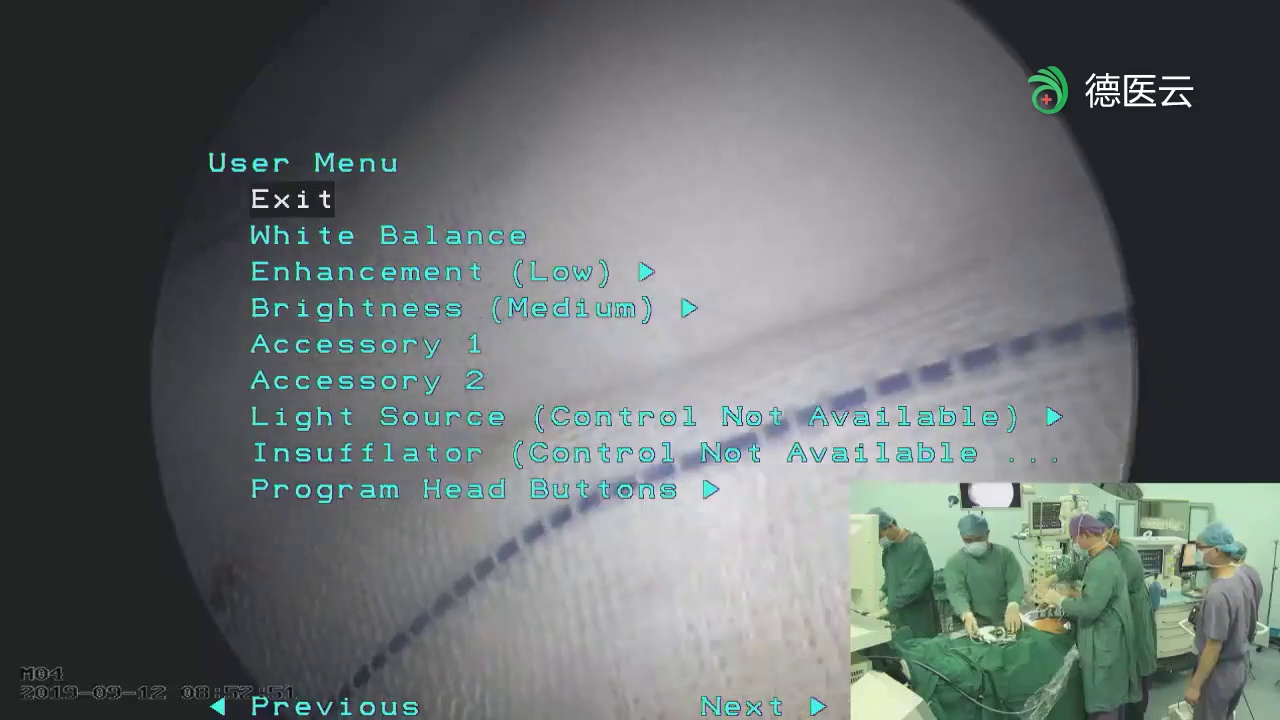 德医云
User Menu
Exit
White Balance
Enhancement (Low) ▶
Brightness (Medium) ▶
Accessory 1
Accessory 2
Light Source (Control Not Available) ▶
Insufflator (Control Not Available ...
Program Head Buttons ▶
M04
2019-09-12 08:52:51
◀ Previous
Next ▶